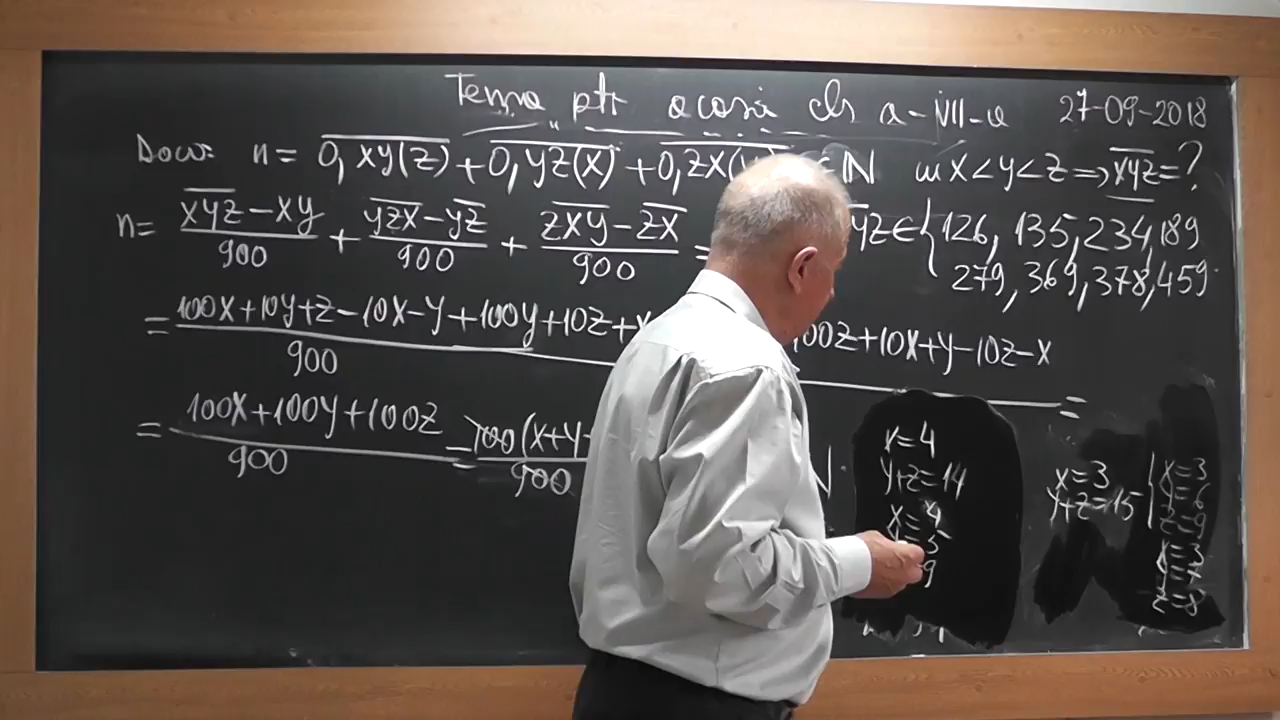 Tema ptr acasă cls a-VII-a 27-09-2018
n= 0,xy(z) + 0,yz(x) + 0,zx( ∈ℕ x<y<z ⇒ xyz=?
n= xyz-xy/900 + yzx-yz/900 + zxy-zx/900 = yz∈{126, 135, 234, 189
279, 369, 378, 459
= 100x+10y+z-10x-y+100y+10z+x 100z+10x+y-10z-x =
900
= 100x+100y+100z/900 = 100(x+y+/900 N
x=4
y+z=14
x=4
5
9
x=3
y+z=15
{x=3
y=6
z=9
x=3
y=7
z=8